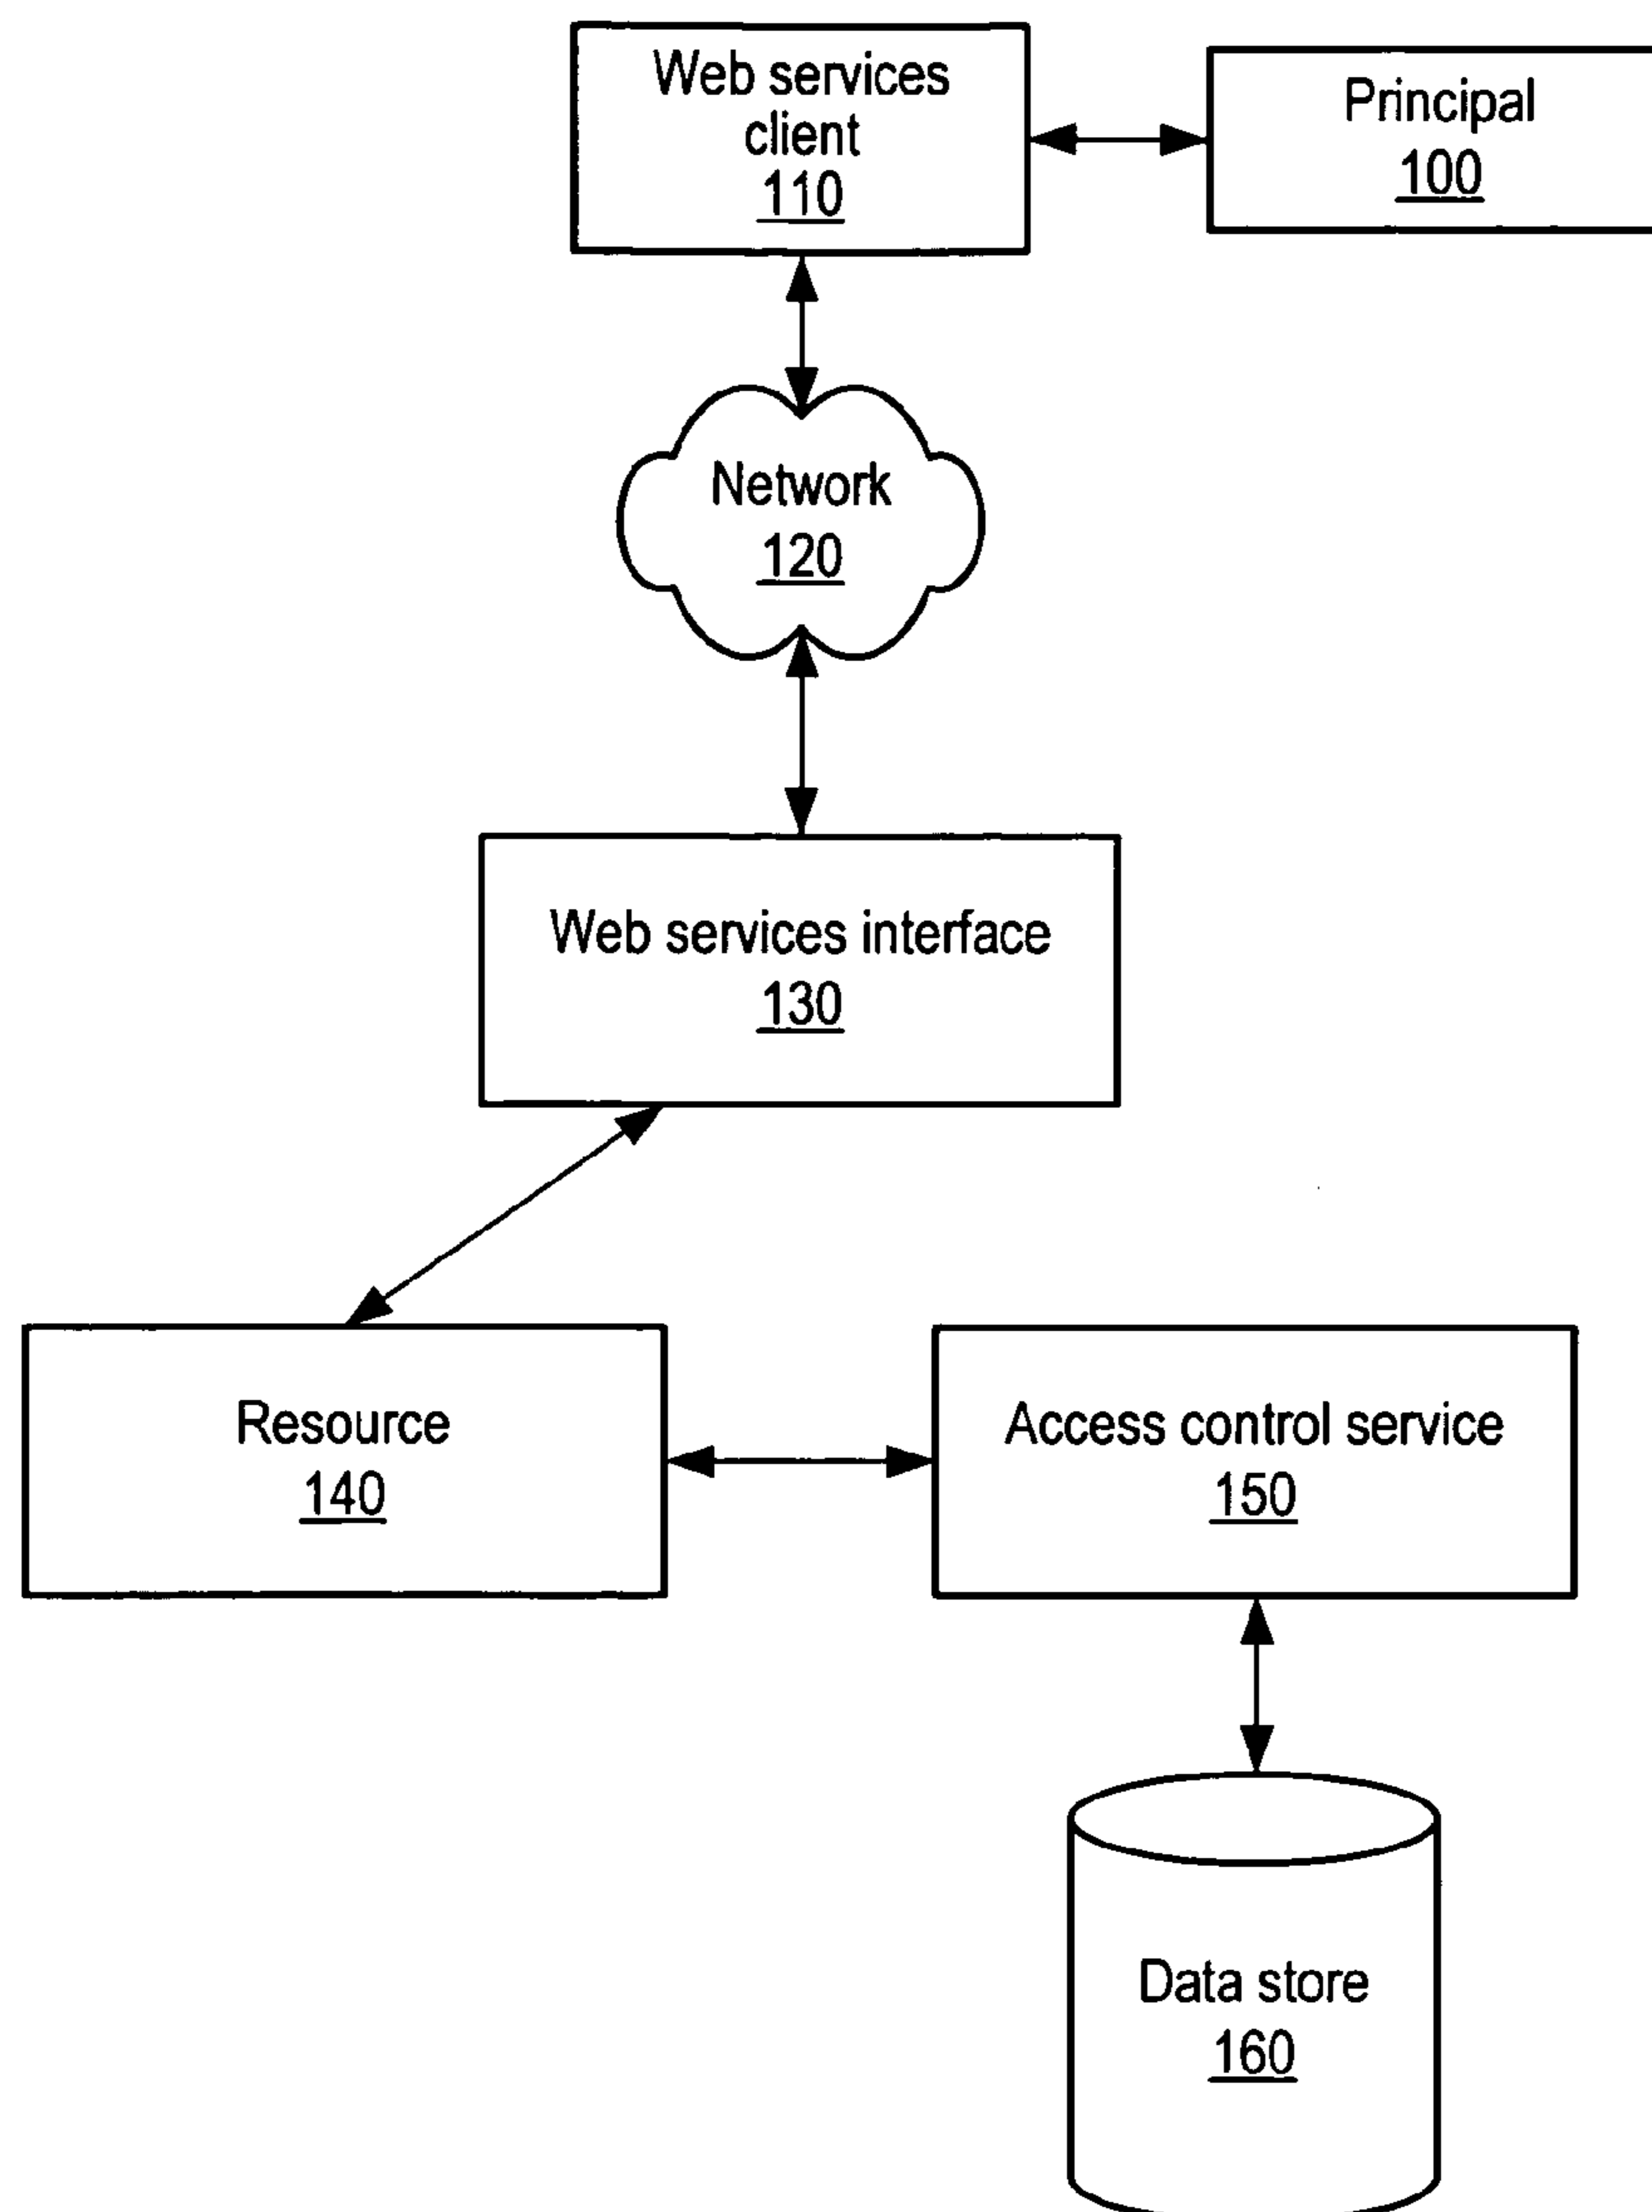 Web services
client
110
Principal
100
Network
120
Web services interface
130
Resource
140
Access control service
150
Data store
160